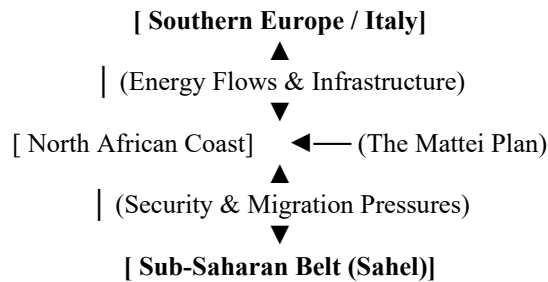 [ Southern Europe / Italy]
▲
│ (Energy Flows & Infrastructure)
▼
[ North African Coast] ◄── (The Mattei Plan)
▲
│ (Security & Migration Pressures)
▼
[ Sub-Saharan Belt (Sahel)]